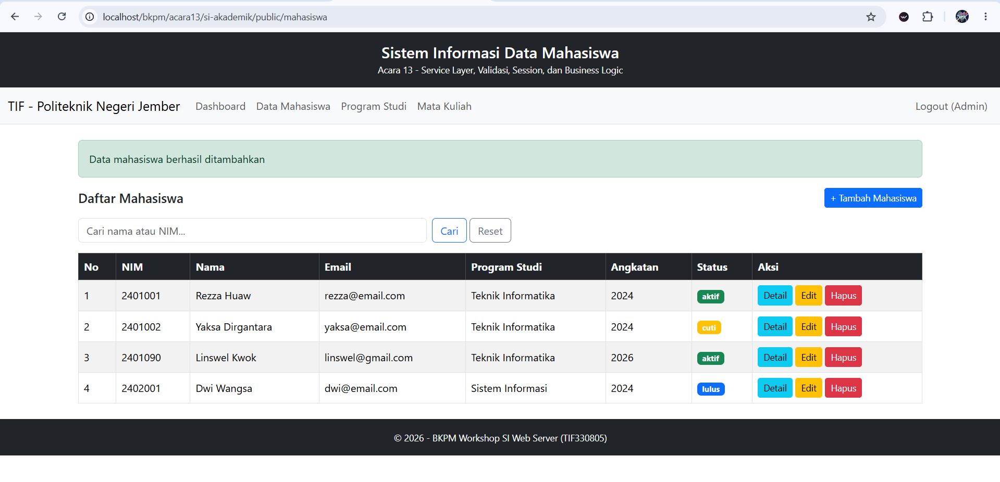 localhost/bkpm/acara13/si-akademik/public/mahasiswa
Sistem Informasi Data Mahasiswa
Acara 13 - Service Layer, Validasi, Session, dan Business Logic
TIF - Politeknik Negeri Jember Dashboard Data Mahasiswa Program Studi Mata Kuliah Logout (Admin)
Data mahasiswa berhasil ditambahkan
Daftar Mahasiswa + Tambah Mahasiswa
Cari nama atau NIM... Cari Reset
No NIM Nama Email Program Studi Angkatan Status Aksi
1 2401001 Rezza Huaw rezza@email.com Teknik Informatika 2024 aktif Detail Edit Hapus
2 2401002 Yaksa Dirgantara yaksa@email.com Teknik Informatika 2024 cuti Detail Edit Hapus
3 2401090 Linswel Kwok linswel@gmail.com Teknik Informatika 2026 aktif Detail Edit Hapus
4 2402001 Dwi Wangsa dwi@email.com Sistem Informasi 2024 lulus Detail Edit Hapus
© 2026 - BKPM Workshop SI Web Server (TIF330805)